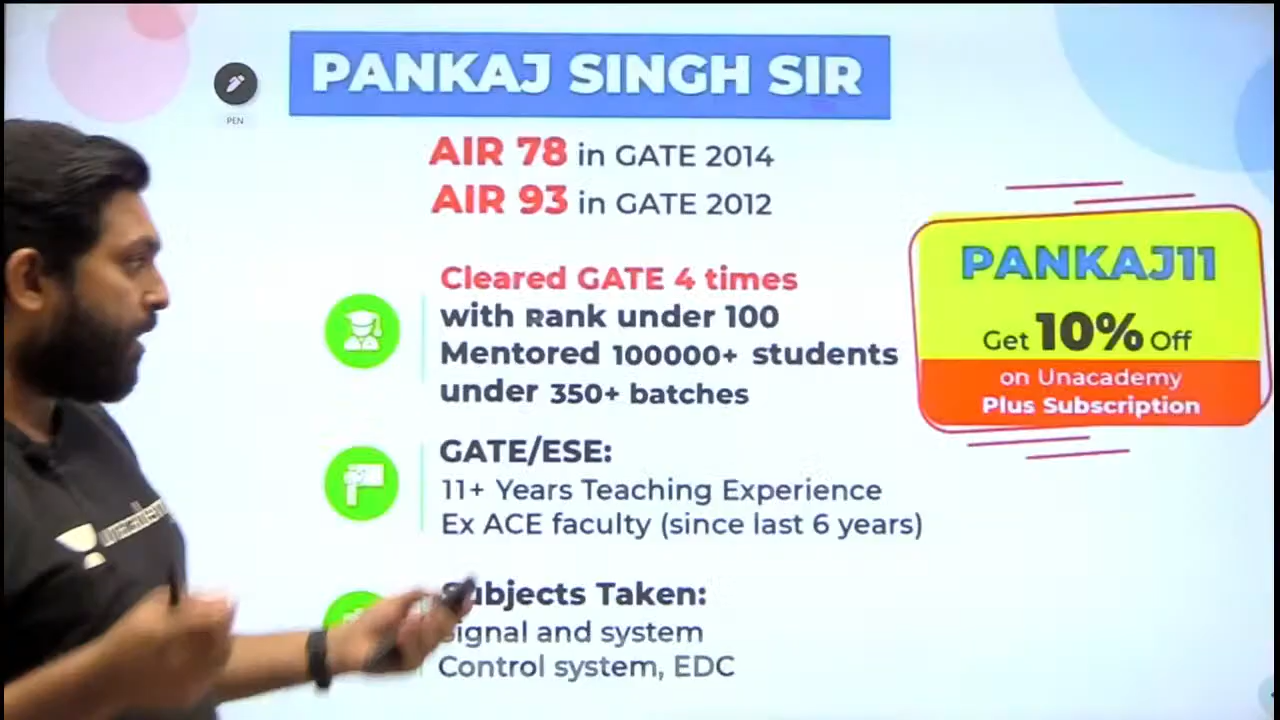 PANKAJ SINGH SIR
PEN
AIR 78 in GATE 2014
AIR 93 in GATE 2012
Cleared GATE 4 times
with Rank under 100
Mentored 100000+ students
under 350+ batches
GATE/ESE:
11+ Years Teaching Experience
Ex ACE faculty (since last 6 years)
Subjects Taken:
Signal and system
Control system, EDC
PANKAJ11
Get 10% Off
on Unacademy
Plus Subscription